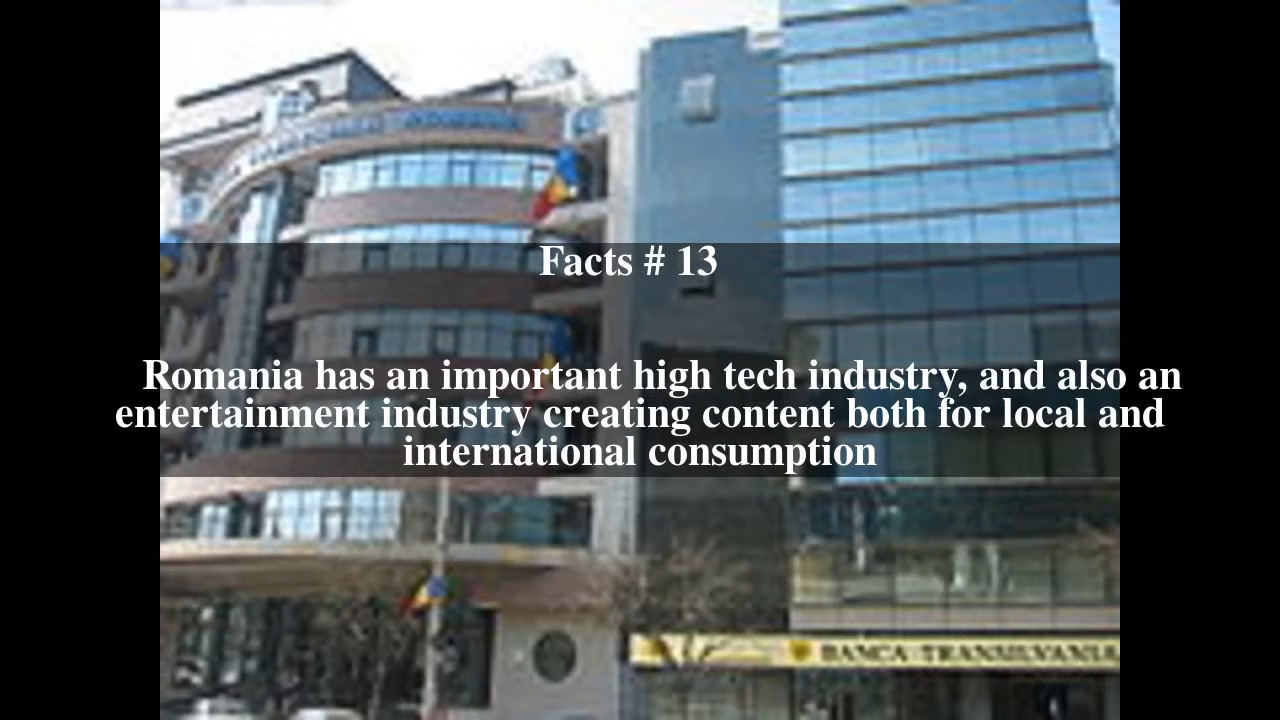 Facts # 13
Romania has an important high tech industry, and also an
entertainment industry creating content both for local and
international consumption
BANCA TRANSILVANIA